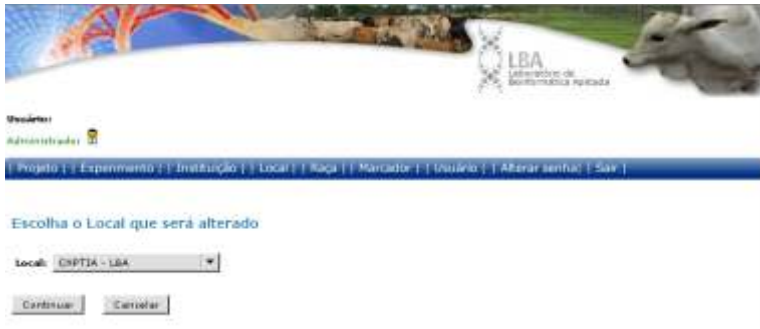 LBA
Laboratório de
Bioinformática Aplicada
Usuário:
Administrador
| Projeto | | Experimento | | Instituição | | Local | | Raça | | Marcador | | Usuário | | Alterar senha | | Sair |
Escolha o Local que será alterado
Local: CNPTIA - LBA
Continuar Cancelar